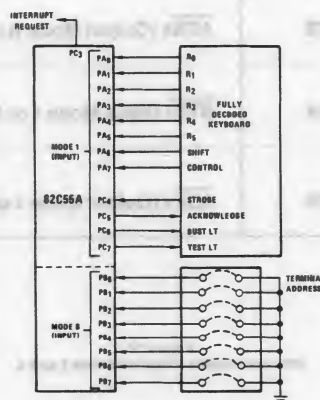 INTERRUPT
REQUEST
PC3
PA0 R0
PA1 R1
PA2 R2
PA3 R3
PA4 R4
PA5 R5
PA6 SHIFT
PA7 CONTROL
FULLY
DECODED
KEYBOARD
MODE 1
(INPUT)
82C55A
PC4 STROBE
PC5 ACKNOWLEDGE
PC6 BUST LT
PC7 TEST LT
PB0
PB1
PB2
PB3
PB4
PB5
PB6
PB7
MODE 0
(INPUT)
TERMINA
ADDRESS